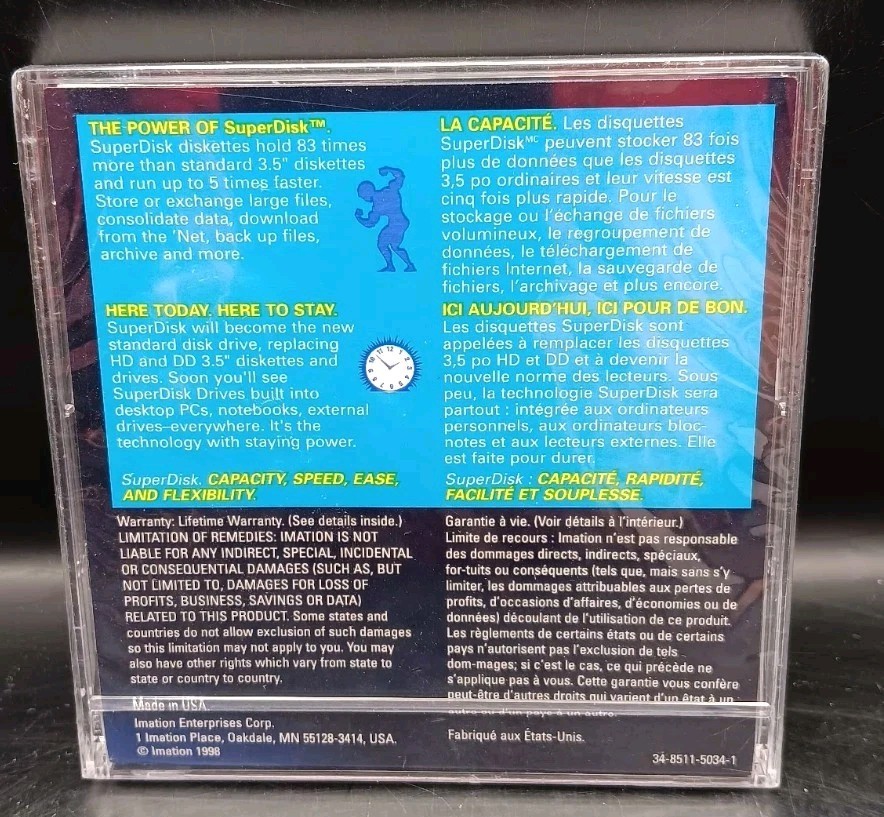 THE POWER OF SuperDisk™.
SuperDisk diskettes hold 83 times
more than standard 3.5" diskettes
and run up to 5 times faster.
Store or exchange large files,
consolidate data, download
from the 'Net, back up files,
archive and more.
HERE TODAY. HERE TO STAY.
SuperDisk will become the new
standard disk drive, replacing
HD and DD 3.5" diskettes and
drives. Soon you'll see
SuperDisk Drives built into
desktop PCs, notebooks, external
drives–everywhere. It's the
technology with staying power.
SuperDisk. CAPACITY, SPEED, EASE,
AND FLEXIBILITY.
Warranty: Lifetime Warranty. (See details inside.)
LIMITATION OF REMEDIES: IMATION IS NOT
LIABLE FOR ANY INDIRECT, SPECIAL, INCIDENTAL
OR CONSEQUENTIAL DAMAGES (SUCH AS, BUT
NOT LIMITED TO, DAMAGES FOR LOSS OF
PROFITS, BUSINESS, SAVINGS OR DATA)
RELATED TO THIS PRODUCT. Some states and
countries do not allow exclusion of such damages
so this limitation may not apply to you. You may
also have other rights which vary from state to
state or country to country.
Made in USA.
Imation Enterprises Corp.
1 Imation Place, Oakdale, MN 55128-3414, USA.
© Imation 1998
LA CAPACITÉ. Les disquettes
SuperDiskᴹᶜ peuvent stocker 83 fois
plus de données que les disquettes
3,5 po ordinaires et leur vitesse est
cinq fois plus rapide. Pour le
stockage ou l'échange de fichiers
volumineux, le regroupement de
données, le téléchargement de
fichiers Internet, la sauvegarde de
fichiers, l'archivage et plus encore.
ICI AUJOURD'HUI, ICI POUR DE BON.
Les disquettes SuperDisk sont
appelées à remplacer les disquettes
3,5 po HD et DD et à devenir la
nouvelle norme des lecteurs. Sous
peu, la technologie SuperDisk sera
partout : intégrée aux ordinateurs
personnels, aux ordinateurs bloc-
notes et aux lecteurs externes. Elle
est faite pour durer.
SuperDisk : CAPACITÉ, RAPIDITÉ,
FACILITÉ ET SOUPLESSE.
Garantie à vie. (Voir détails à l'intérieur.)
Limite de recours : Imation n'est pas responsable
des dommages directs, indirects, spéciaux,
for-tuits ou conséquents (tels que, mais sans s'y
limiter, les dommages attribuables aux pertes de
profits, d'occasions d'affaires, d'économies ou de
données) découlant de l'utilisation de ce produit.
Les règlements de certains états ou de certains
pays n'autorisent pas l'exclusion de tels
dom-mages; si c'est le cas, ce qui précède ne
s'applique pas à vous. Cette garantie vous confère
peut-être d'autres droits qui varient d'un état à un
autre ou d'un pays à un autre.
Fabriqué aux États-Unis.
34-8511-5034-1